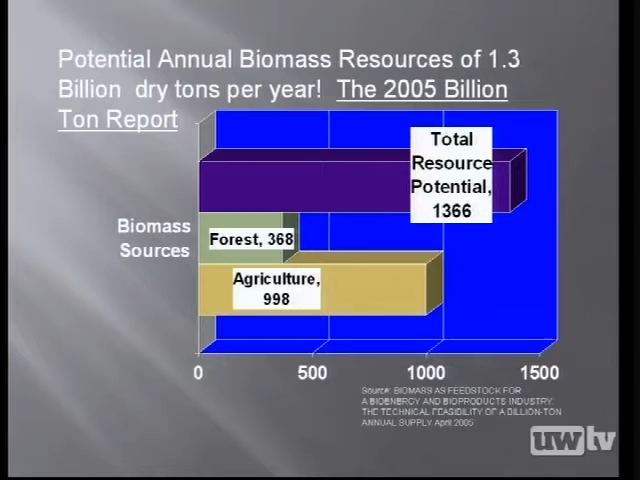 Potential Annual Biomass Resources of 1.3
Billion dry tons per year! The 2005 Billion
Ton Report
Total
Resource
Potential,
1366
Biomass
Sources
Forest, 368
Agriculture,
998
0 500 1000 1500
Source: BIOMASS AS FEEDSTOCK FOR
A BIOENERGY AND BIOPRODUCTS INDUSTRY:
THE TECHNICAL FEASIBILITY OF A BILLION-TON
ANNUAL SUPPLY April 2005
uwtv